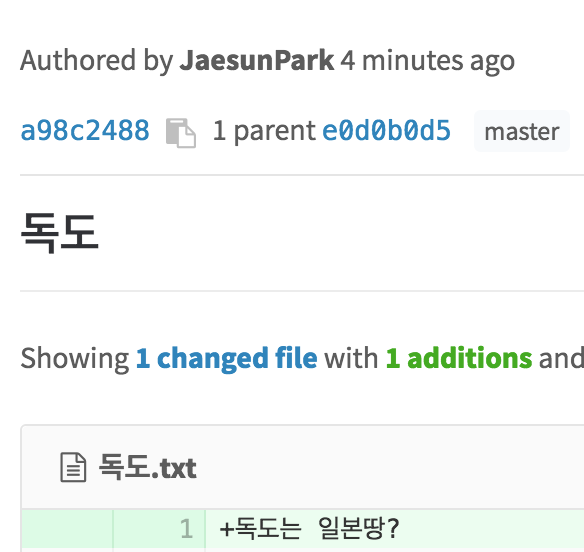 Authored by JaesunPark 4 minutes ago
a98c2488 1 parent e0d0b0d5 master
독도
Showing 1 changed file with 1 additions and
독도.txt
1 +독도는 일본땅?